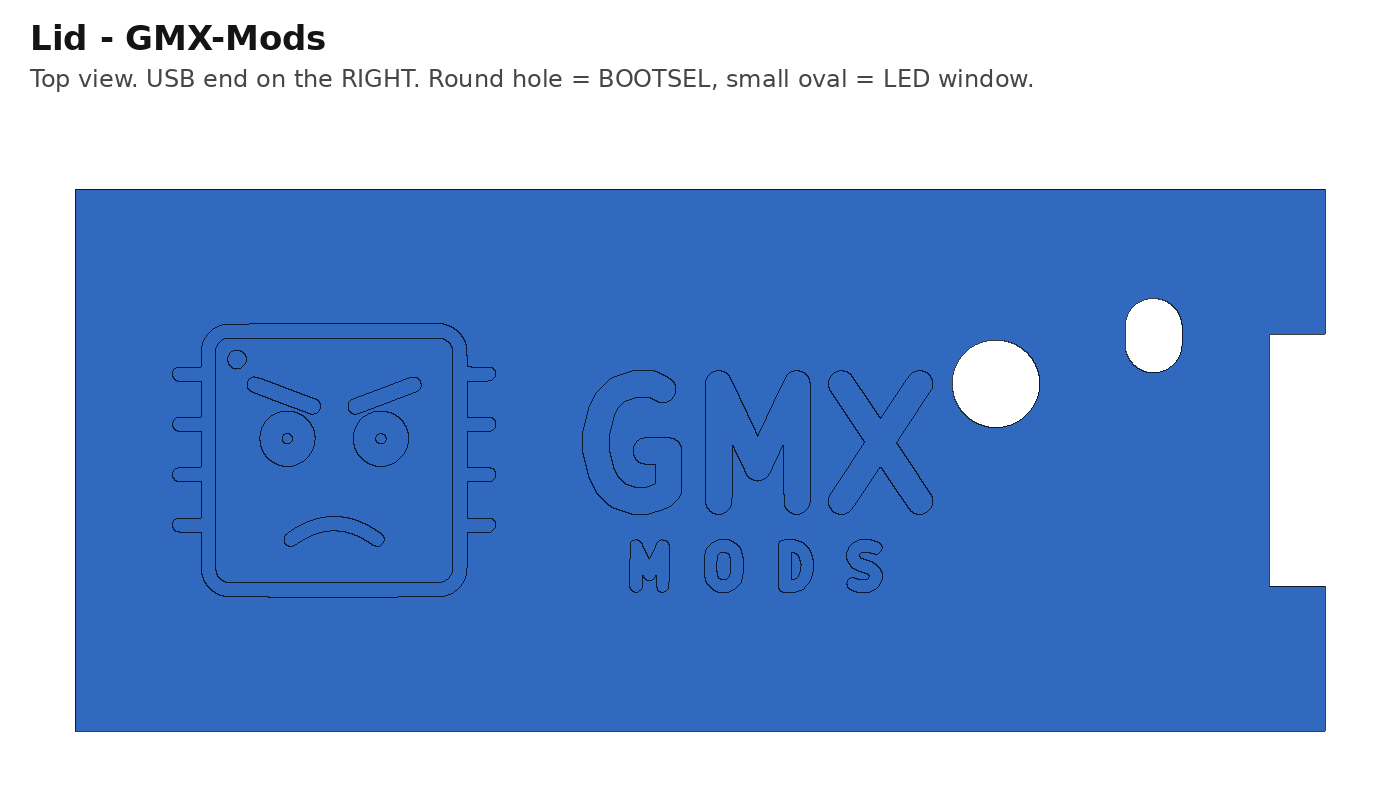 Lid - GMX-Mods
Top view. USB end on the RIGHT. Round hole = BOOTSEL, small oval = LED window.
GMX
MODS